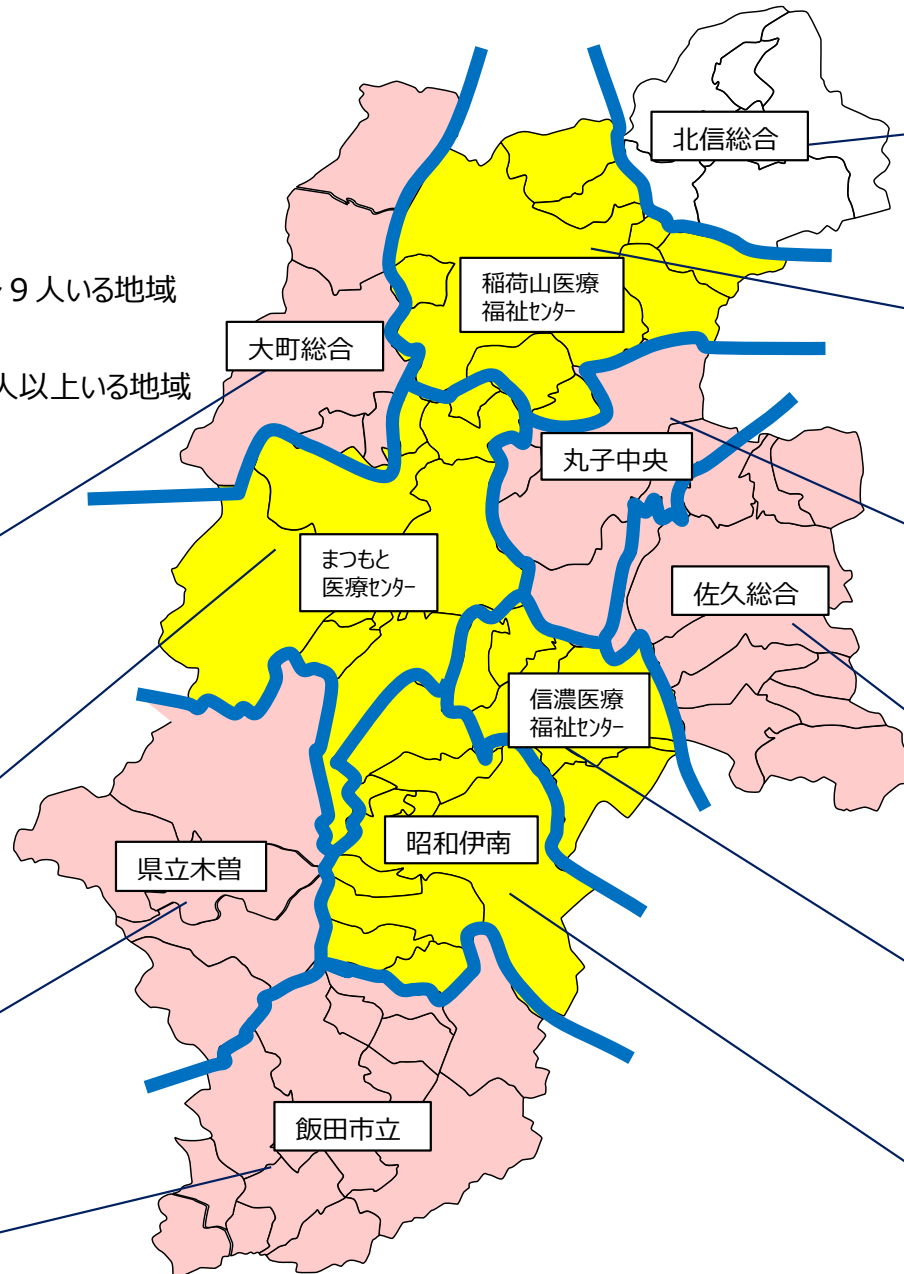 北信総合
９人いる地域
稲荷山医療
福祉センター
大町総合
人以上いる地域
丸子中央
まつもと
医療センター
佐久総合
信濃医療
福祉センター
昭和伊南
県立木曽
飯田市立